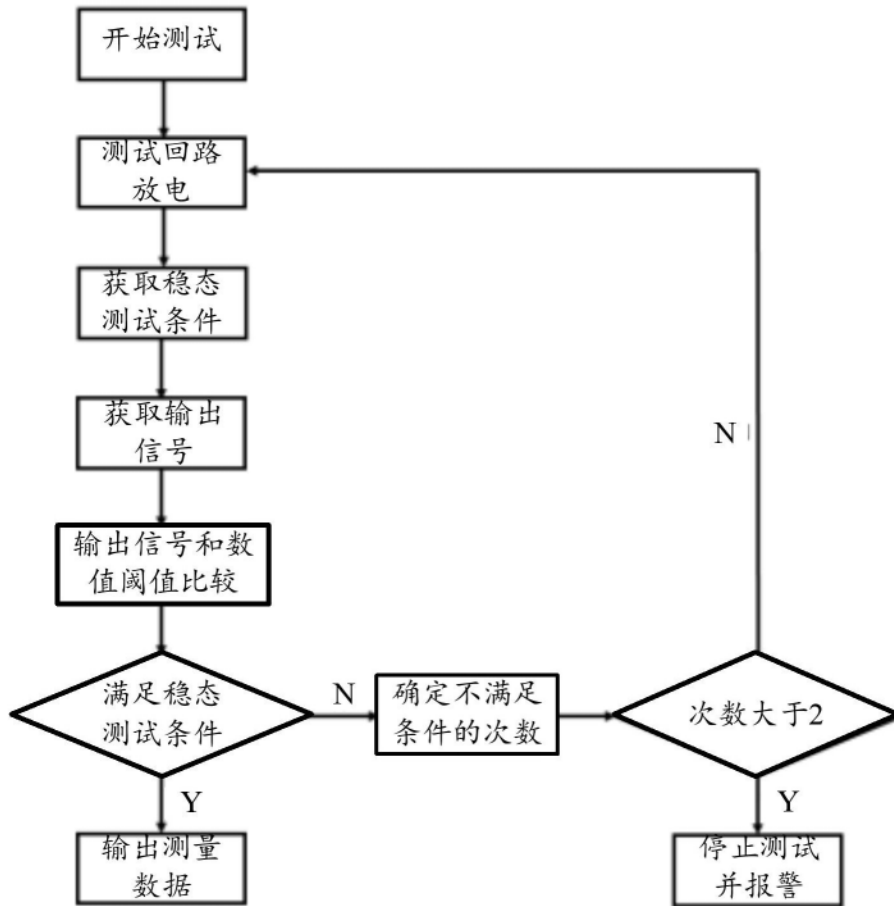 开始测试
测试回路
放电
获取稳态
测试条件
获取输出
信号
输出信号和数
值阈值比较
满足稳态
测试条件
N
确定不满足
条件的次数
次数大于2
N
Y
输出测量
数据
Y
停止测试
并报警